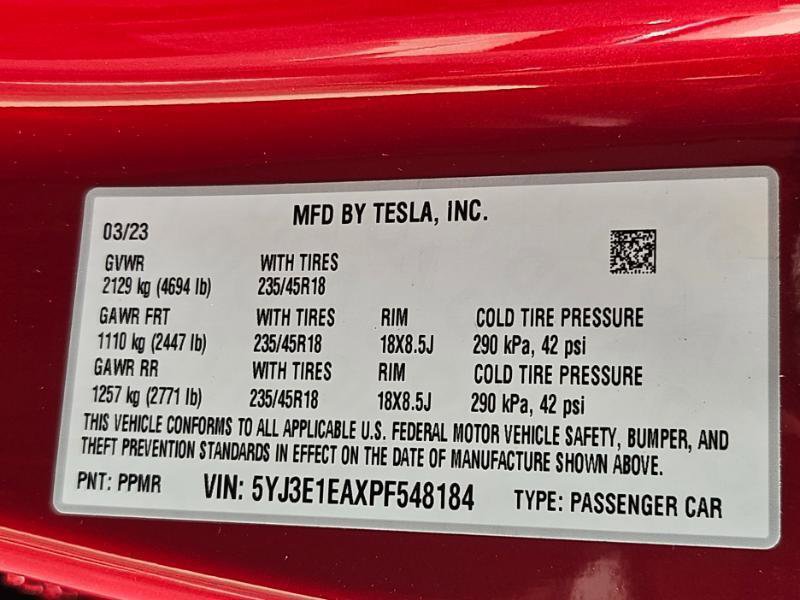 MFD BY TESLA, INC.
03/23
GVWR WITH TIRES
2129 kg (4694 lb) 235/45R18
GAWR FRT WITH TIRES RIM COLD TIRE PRESSURE
1110 kg (2447 lb) 235/45R18 18X8.5J 290 kPa, 42 psi
GAWR RR WITH TIRES RIM COLD TIRE PRESSURE
1257 kg (2771 lb) 235/45R18 18X8.5J 290 kPa, 42 psi
THIS VEHICLE CONFORMS TO ALL APPLICABLE U.S. FEDERAL MOTOR VEHICLE SAFETY, BUMPER, AND
THEFT PREVENTION STANDARDS IN EFFECT ON THE DATE OF MANUFACTURE SHOWN ABOVE.
PNT: PPMR VIN: 5YJ3E1EAXPF548184 TYPE: PASSENGER CAR